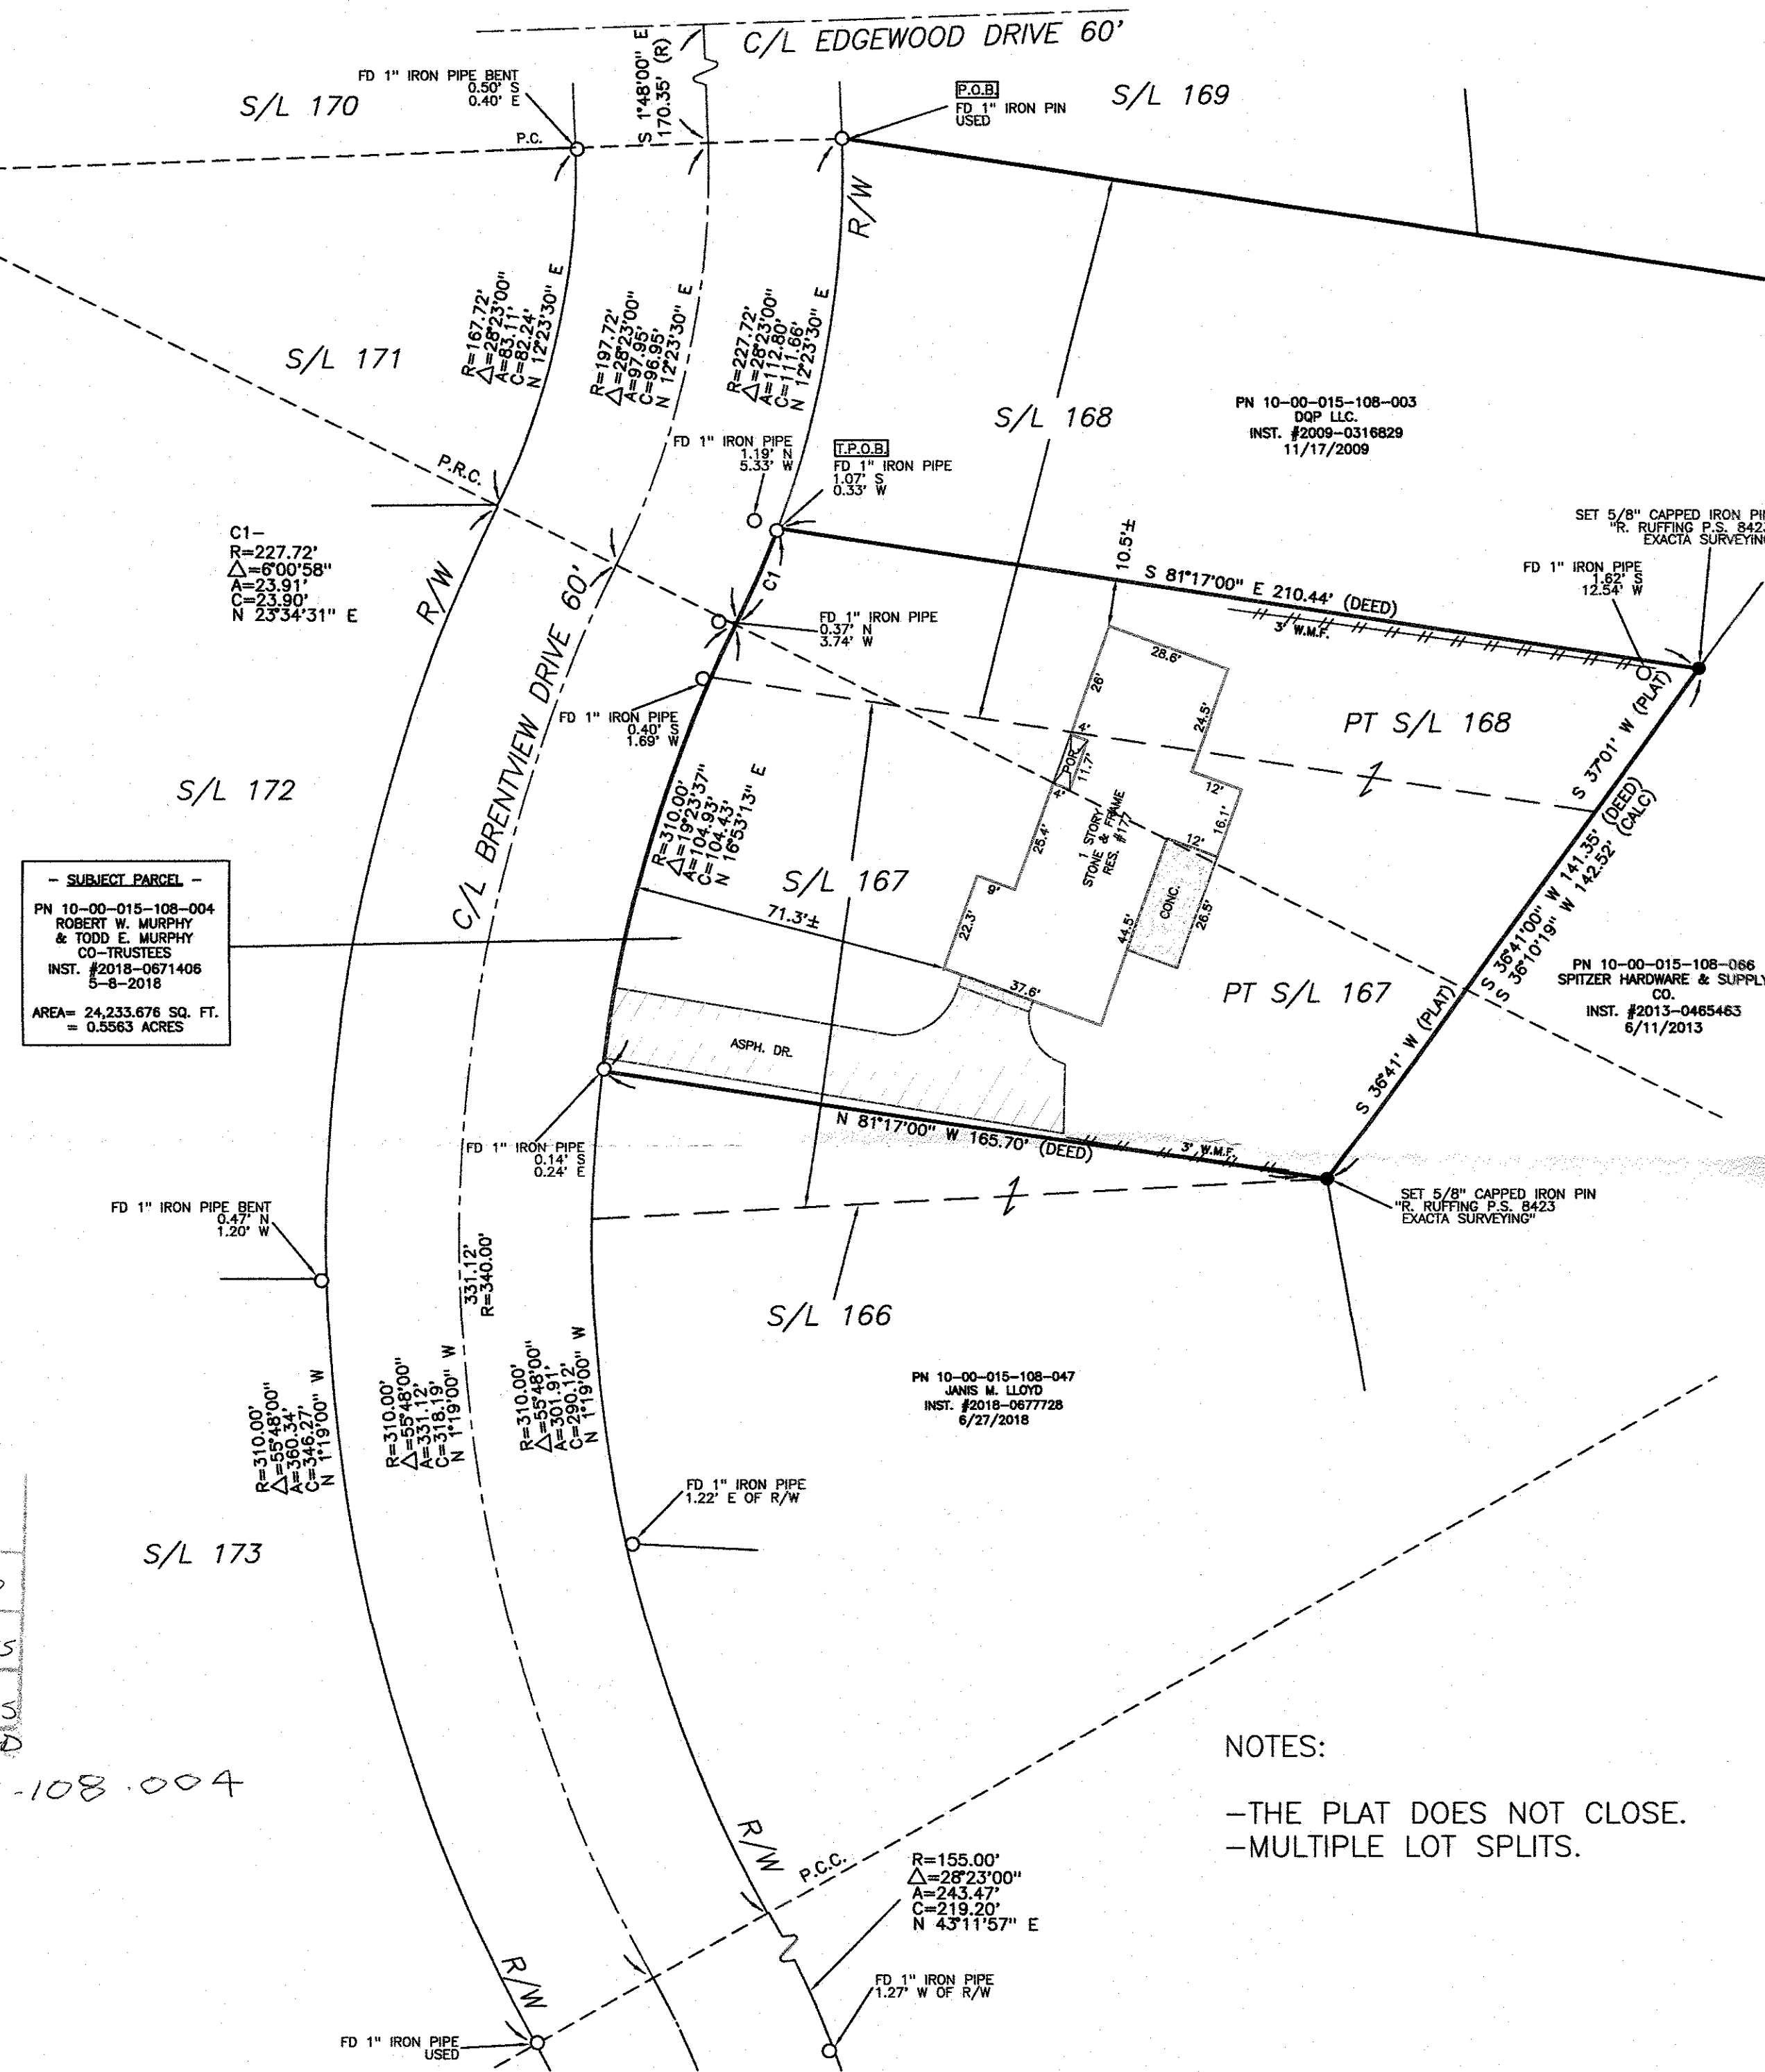 C/L EDGEWOOD DRIVE 60'
S 1°48'00" E
170.35' (R)
FD 1" IRON PIPE BENT
0.50' S
0.40' E
S/L 170
P.C.
P.O.B.
FD 1" IRON PIN
USED
S/L 169
R/W
R=167.72'
△=28°23'00"
A=83.11'
C=82.24'
N 12°23'30" E
R=197.72'
△=28°23'00"
A=97.95'
C=96.95'
N 12°23'30" E
R=227.72'
△=28°23'00"
A=112.80'
C=111.66'
N 12°23'30" E
S/L 171
S/L 168
PN 10-00-015-108-003
DQP LLC.
INST. #2009-0316829
11/17/2009
P.R.C.
FD 1" IRON PIPE
1.19' N
5.33' W
T.P.O.B.
FD 1" IRON PIPE
1.07' S
0.33' W
C1-
R=227.72'
△=6°00'58"
A=23.91'
C=23.90'
N 23°34'31" E
R/W
C1
10.5'±
S 81°17'00" E 210.44' (DEED)
3' W.M.F.
SET 5/8" CAPPED IRON PIN
"R. RUFFING P.S. 8423
EXACTA SURVEYING
FD 1" IRON PIPE
1.62' S
12.54' W
FD 1" IRON PIPE
0.37' N
3.74' W
FD 1" IRON PIPE
0.40' S
1.69' W
28.6'
26'
24.5'
4'
POR.
11.7'
4'
12'
16.1'
12'
25.4'
1 STORY
STONE & FRAME
RES. #177
CONC.
26.5'
44.5'
9'
22.3'
37.6'
71.3'±
PT S/L 168
S 37°01' W (PLAT)
S 36°41'00" W 141.35' (DEED)
S 36°10'19" W 142.52' (CALC)
S 36°41' W (PLAT)
S/L 172
C/L BRENTVIEW DRIVE 60'
R=310.00'
△=19°23'37"
A=104.93'
C=104.43'
N 16°53'13" E
S/L 167
PT S/L 167
- SUBJECT PARCEL -
PN 10-00-015-108-004
ROBERT W. MURPHY
& TODD E. MURPHY
CO-TRUSTEES
INST. #2018-0671406
5-8-2018
AREA= 24,233.676 SQ. FT.
= 0.5563 ACRES
PN 10-00-015-108-066
SPITZER HARDWARE & SUPPLY
CO.
INST. #2013-0465463
6/11/2013
ASPH. DR.
N 81°17'00" W 165.70' (DEED)
3' W.M.F.
FD 1" IRON PIPE
0.14' S
0.24' E
SET 5/8" CAPPED IRON PIN
"R. RUFFING P.S. 8423
EXACTA SURVEYING"
FD 1" IRON PIPE BENT
0.47' N
1.20' W
331.12'
R=340.00'
S/L 166
R=310.00'
△=55°48'00"
A=360.34'
C=346.27'
N 1°19'00" W
R=310.00'
△=55°48'00"
A=331.12'
C=318.19'
N 1°19'00" W
R=310.00'
△=55°48'00"
A=301.91'
C=290.12'
N 1°19'00" W
PN 10-00-015-108-047
JANIS M. LLOYD
INST. #2018-0677728
6/27/2018
FD 1" IRON PIPE
1.22' E OF R/W
S/L 173
-108.004
NOTES:
-THE PLAT DOES NOT CLOSE.
-MULTIPLE LOT SPLITS.
R/W
P.C.C.
R=155.00'
△=28°23'00"
A=243.47'
C=219.20'
N 43°11'57" E
R/W
FD 1" IRON PIPE
1.27' W OF R/W
FD 1" IRON PIPE
USED